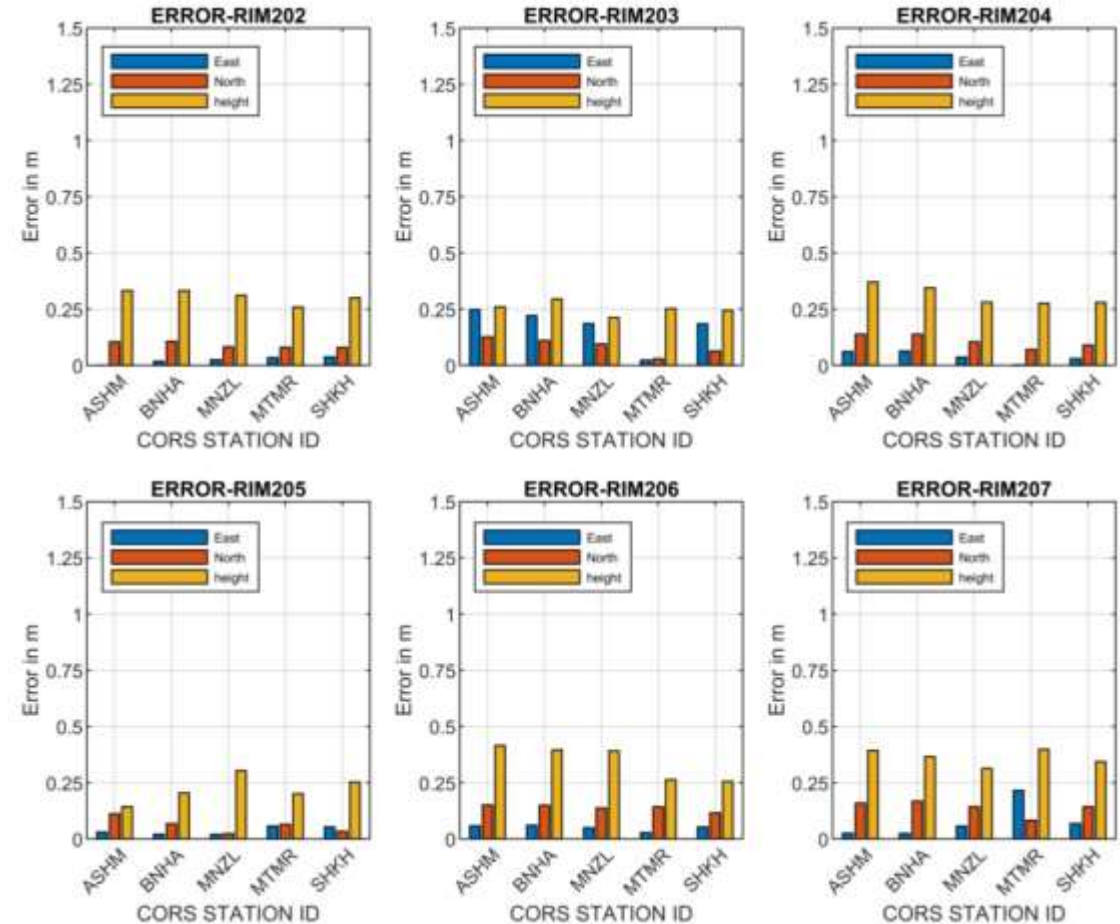 ERROR-RIM202
1.5
1.25
1
0.75
0.5
0.25
0
Error in m
East
North
height
ASHM
BNHA
MNZL
MTMR
SHKH
CORS STATION ID
ERROR-RIM203
1.5
1.25
1
0.75
0.5
0.25
0
Error in m
East
North
height
ASHM
BNHA
MNZL
MTMR
SHKH
CORS STATION ID
ERROR-RIM204
1.5
1.25
1
0.75
0.5
0.25
0
Error in m
East
North
height
ASHM
BNHA
MNZL
MTMR
SHKH
CORS STATION ID
ERROR-RIM205
1.5
1.25
1
0.75
0.5
0.25
0
Error in m
East
North
height
ASHM
BNHA
MNZL
MTMR
SHKH
CORS STATION ID
ERROR-RIM206
1.5
1.25
1
0.75
0.5
0.25
0
Error in m
East
North
height
ASHM
BNHA
MNZL
MTMR
SHKH
CORS STATION ID
ERROR-RIM207
1.5
1.25
1
0.75
0.5
0.25
0
Error in m
East
North
height
ASHM
BNHA
MNZL
MTMR
SHKH
CORS STATION ID